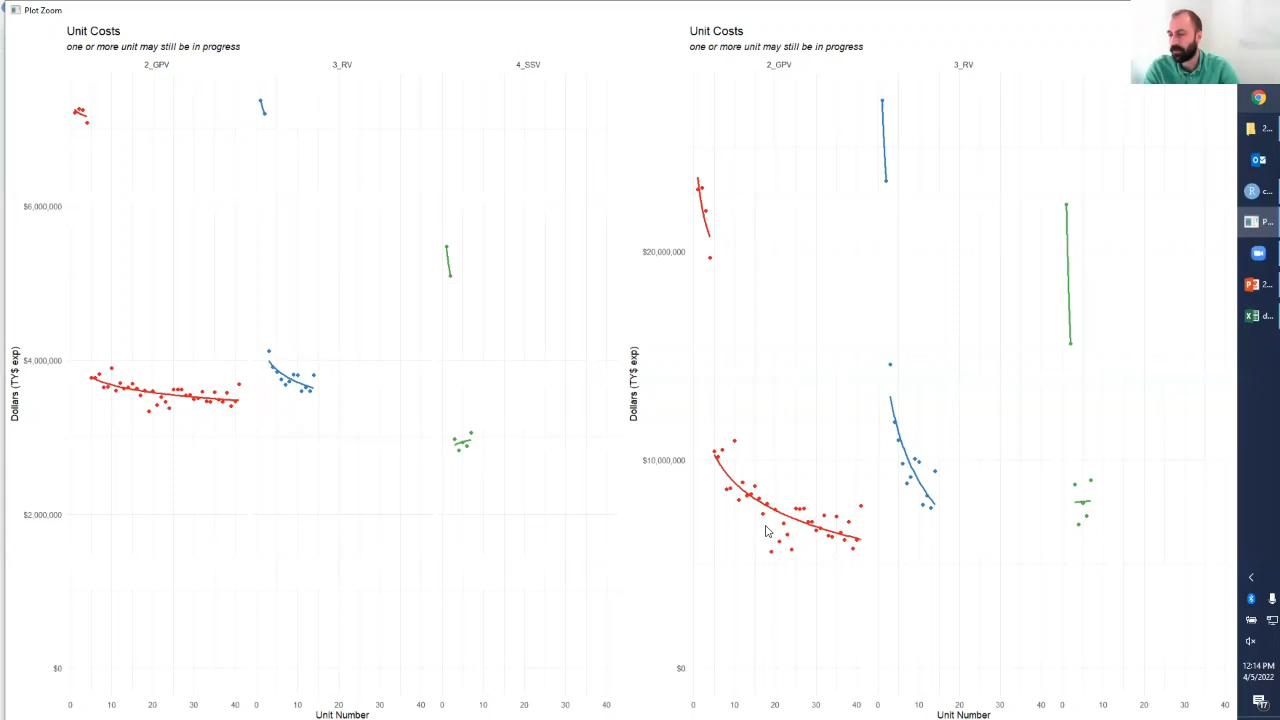 Plot Zoom
Unit Costs
one or more unit may still be in progress
2_GPV
3_RV
4_SSV
$6,000,000
$4,000,000
$2,000,000
$0
Dollars (TY$ exp)
0 10 20 30 40 0 10 20 30 40 0 10 20 30 40
Unit Number
Unit Costs
one or more unit may still be in progress
2_GPV
3_RV
$20,000,000
$10,000,000
$0
Dollars (TY$ exp)
0 10 20 30 40 0 10 20 30 40 0 10 20 30 40
Unit Number
2...
c...
P...
2...
d...
12:14 PM
4/5/2022
17